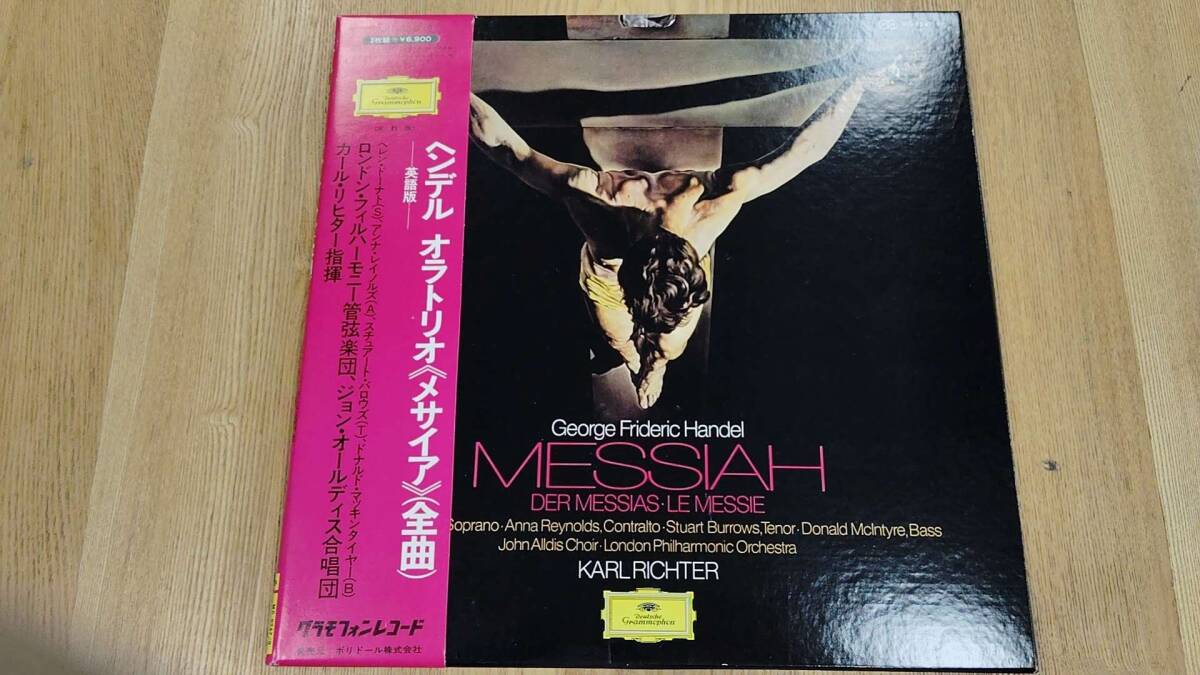 3枚組 ¥6,900
Deutsche
Grammophon
ヘンデル オラトリオ《メサイア》(全曲)
—英語版—
ヘレン・ドーナト(S)、アンナ・レイノルズ(A)、スチュアート・バロウズ(T)、ドナルド・マッキンタイヤー(B)
ロンドン・フィルハーモニー管弦楽団、ジョン・オールディス合唱団
カール・リヒター指揮
グラモフォンレコード
発売元・ポリドール株式会社
George Frideric Handel
MESSIAH
DER MESSIAS·LE MESSIE
Soprano·Anna Reynolds, Contralto·Stuart Burrows, Tenor·Donald McIntyre, Bass
John Alldis Choir·London Philharmonic Orchestra
KARL RICHTER
Deutsche
Grammophon